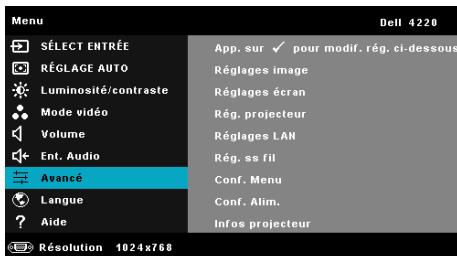 Menu Dell 4220
SÉLECT ENTRÉE App. sur ✓ pour modif. rég. ci-dessous
RÉGLAGE AUTO Réglages image
Luminosité/contraste Réglages écran
Mode vidéo Rég. projecteur
Volume Réglages LAN
Ent. Audio Rég. ss fil
Avancé Conf. Menu
Langue Conf. Alim.
? Aide Infos projecteur
Résolution 1024x768